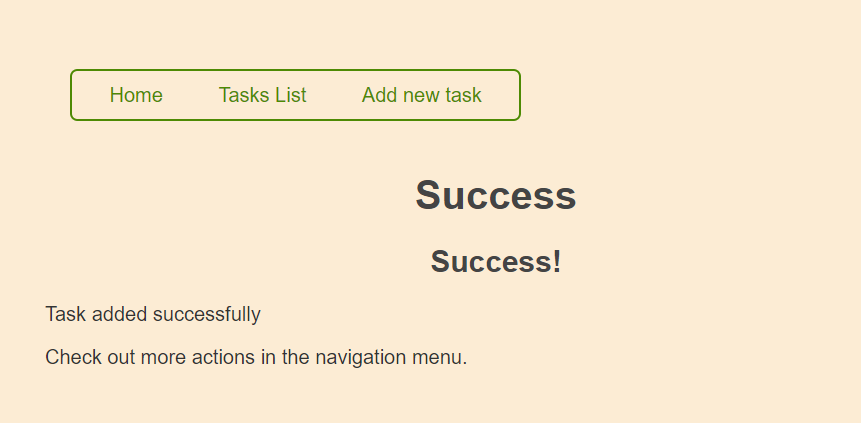 Home Tasks List Add new task
Success
Success!
Task added successfully
Check out more actions in the navigation menu.